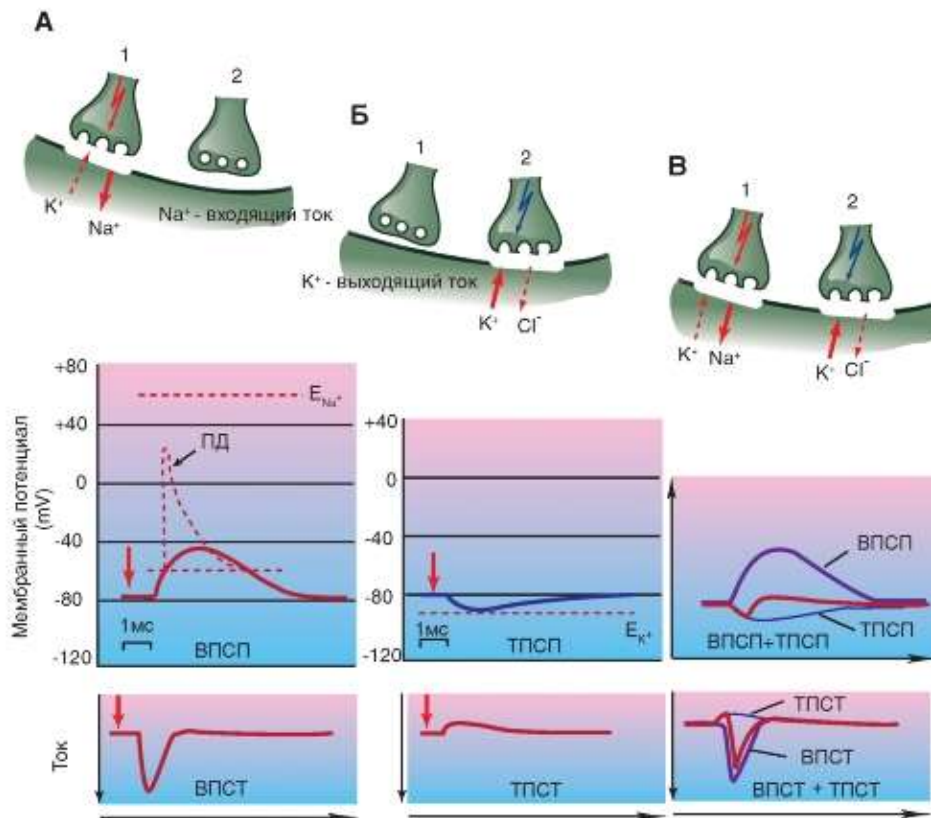 А
1
2
K⁺
Na⁺
Na⁺ - входящий ток
Б
1
2
K⁺ - выходящий ток
K⁺
Cl⁻
В
1
2
K⁺
Na⁺
K⁺
Cl⁻
Мембранный потенциал
(mV)
+80
+40
0
-40
-80
-120
E Na⁺
ПД
1мс
ВПСП
+40
0
-40
-80
-120
1мс
ТПСП
E K⁺
ВПСП
ТПСП
ВПСП+ТПСП
Ток
ВПСТ
ТПСТ
ТПСТ
ВПСТ
ВПСТ + ТПСТ